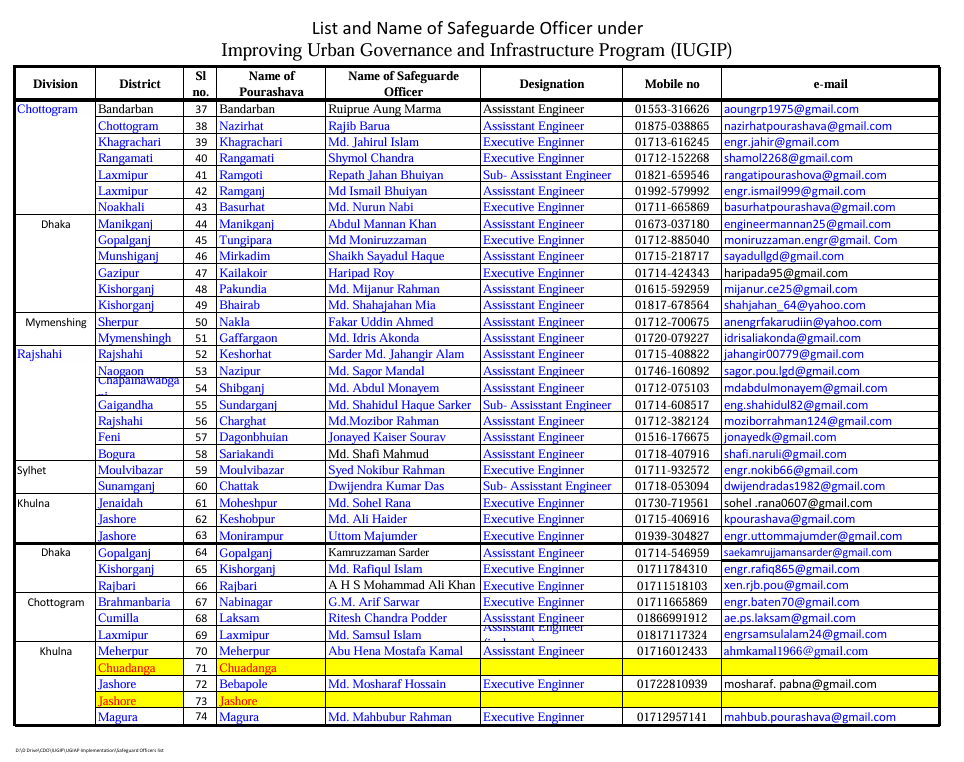 List and Name of Safeguarde Officer under
Improving Urban Governance and Infrastructure Program (IUGIP)
Division District Sl no. Name of Pourashava Name of Safeguarde Officer Designation Mobile no e-mail
Chottogram Bandarban 37 Bandarban Ruiprue Aung Marma Assisstant Engineer 01553-316626 aoungrp1975@gmail.com
Chottogram 38 Nazirhat Rajib Barua Assisstant Engineer 01875-038865 nazirhatpourashava@gmail.com
Khagrachari 39 Khagrachari Md. Jahirul Islam Executive Enginner 01713-616245 engr.jahir@gmail.com
Rangamati 40 Rangamati Shymol Chandra Assisstant Engineer 01712-152268 shamol2268@gmail.com
Laxmipur 41 Ramgoti Repath Jahan Bhuiyan Sub- Assisstant Engineer 01821-659546 rangatipourashova@gmail.com
Laxmipur 42 Ramganj Md Ismail Bhuiyan Assisstant Engineer 01992-579992 engr.ismail999@gmail.com
Noakhali 43 Basurhat Md. Nurun Nabi Executive Enginner 01711-665869 basurhatpourashava@gmail.com
Dhaka Manikganj 44 Manikganj Abdul Mannan Khan Assisstant Engineer 01673-037180 engineermannan25@gmail.com
Gopalganj 45 Tungipara Md Moniruzzaman Executive Enginner 01712-885040 moniruzzaman.engr@gmail. Com
Munshiganj 46 Mirkadim Shaikh Sayadul Haque Assisstant Engineer 01715-218717 sayadullgd@gmail.com
Gazipur 47 Kailakoir Haripad Roy Executive Enginner 01714-424343 haripada95@gmail.com
Kishorganj 48 Pakundia Md. Mijanur Rahman Assisstant Engineer 01615-592959 mijanur.ce25@gmail.com
Kishorganj 49 Bhairab Md. Shahajahan Mia Assisstant Engineer 01817-678564 shahjahan_64@yahoo.com
Mymenshing Sherpur 50 Nakla Fakar Uddin Ahmed Assisstant Engineer 01712-700675 anengrfakarudiin@yahoo.com
Mymenshingh 51 Gaffargaon Md. Idris Akonda Assisstant Engineer 01720-079227 idrisaliakonda@gmail.com
Rajshahi Rajshahi 52 Keshorhat Sarder Md. Jahangir Alam Assisstant Engineer 01715-408822 jahangir00779@gmail.com
Naogaon 53 Nazipur Md. Sagor Mandal Assisstant Engineer 01746-160892 sagor.pou.lgd@gmail.com
Chapainawabga 54 Shibganj Md. Abdul Monayem Assisstant Engineer 01712-075103 mdabdulmonayem@gmail.com
Gaigandha 55 Sundarganj Md. Shahidul Haque Sarker Sub- Assisstant Engineer 01714-608517 eng.shahidul82@gmail.com
Rajshahi 56 Charghat Md.Mozibor Rahman Assisstant Engineer 01712-382124 moziborrahman124@gmail.com
Feni 57 Dagonbhuian Jonayed Kaiser Sourav Assisstant Engineer 01516-176675 jonayedk@gmail.com
Bogura 58 Sariakandi Md. Shafi Mahmud Assisstant Engineer 01718-407916 shafi.naruli@gmail.com
Sylhet Moulvibazar 59 Moulvibazar Syed Nokibur Rahman Executive Enginner 01711-932572 engr.nokib66@gmail.com
Sunamganj 60 Chattak Dwijendra Kumar Das Sub- Assisstant Engineer 01718-053094 dwijendradas1982@gmail.com
Khulna Jenaidah 61 Moheshpur Md. Sohel Rana Executive Enginner 01730-719561 sohel .rana0607@gmail.com
Jashore 62 Keshobpur Md. Ali Haider Executive Enginner 01715-406916 kpourashava@gmail.com
Jashore 63 Monirampur Uttom Majumder Executive Enginner 01939-304827 engr.uttommajumder@gmail.com
Dhaka Gopalganj 64 Gopalganj Kamruzzaman Sarder Assisstant Engineer 01714-546959 saekamrujjamansarder@gmail.com
Kishorganj 65 Kishorganj Md. Rafiqul Islam Executive Enginner 01711784310 engr.rafiq865@gmail.com
Rajbari 66 Rajbari A H S Mohammad Ali Khan Executive Enginner 01711518103 xen.rjb.pou@gmail.com
Chottogram Brahmanbaria 67 Nabinagar G.M. Arif Sarwar Executive Enginner 01711665869 engr.baten70@gmail.com
Cumilla 68 Laksam Ritesh Chandra Podder Assisstant Engineer 01866991912 ae.ps.laksam@gmail.com
Laxmipur 69 Laxmipur Md. Samsul Islam Assistant Engineer 01817117324 engrsamsulalam24@gmail.com
Khulna Meherpur 70 Meherpur Abu Hena Mostafa Kamal Assisstant Engineer 01716012433 ahmkamal1966@gmail.com
Chuadanga 71 Chuadanga
Jashore 72 Bebapole Md. Mosharaf Hossain Executive Enginner 01722810939 mosharaf. pabna@gmail.com
Jashore 73 Jashore
Magura 74 Magura Md. Mahbubur Rahman Executive Enginner 01712957141 mahbub.pourashava@gmail.com
D:\D Drive\CDO\IUGIP\UGIAP Implementation\Safeguard Officers list